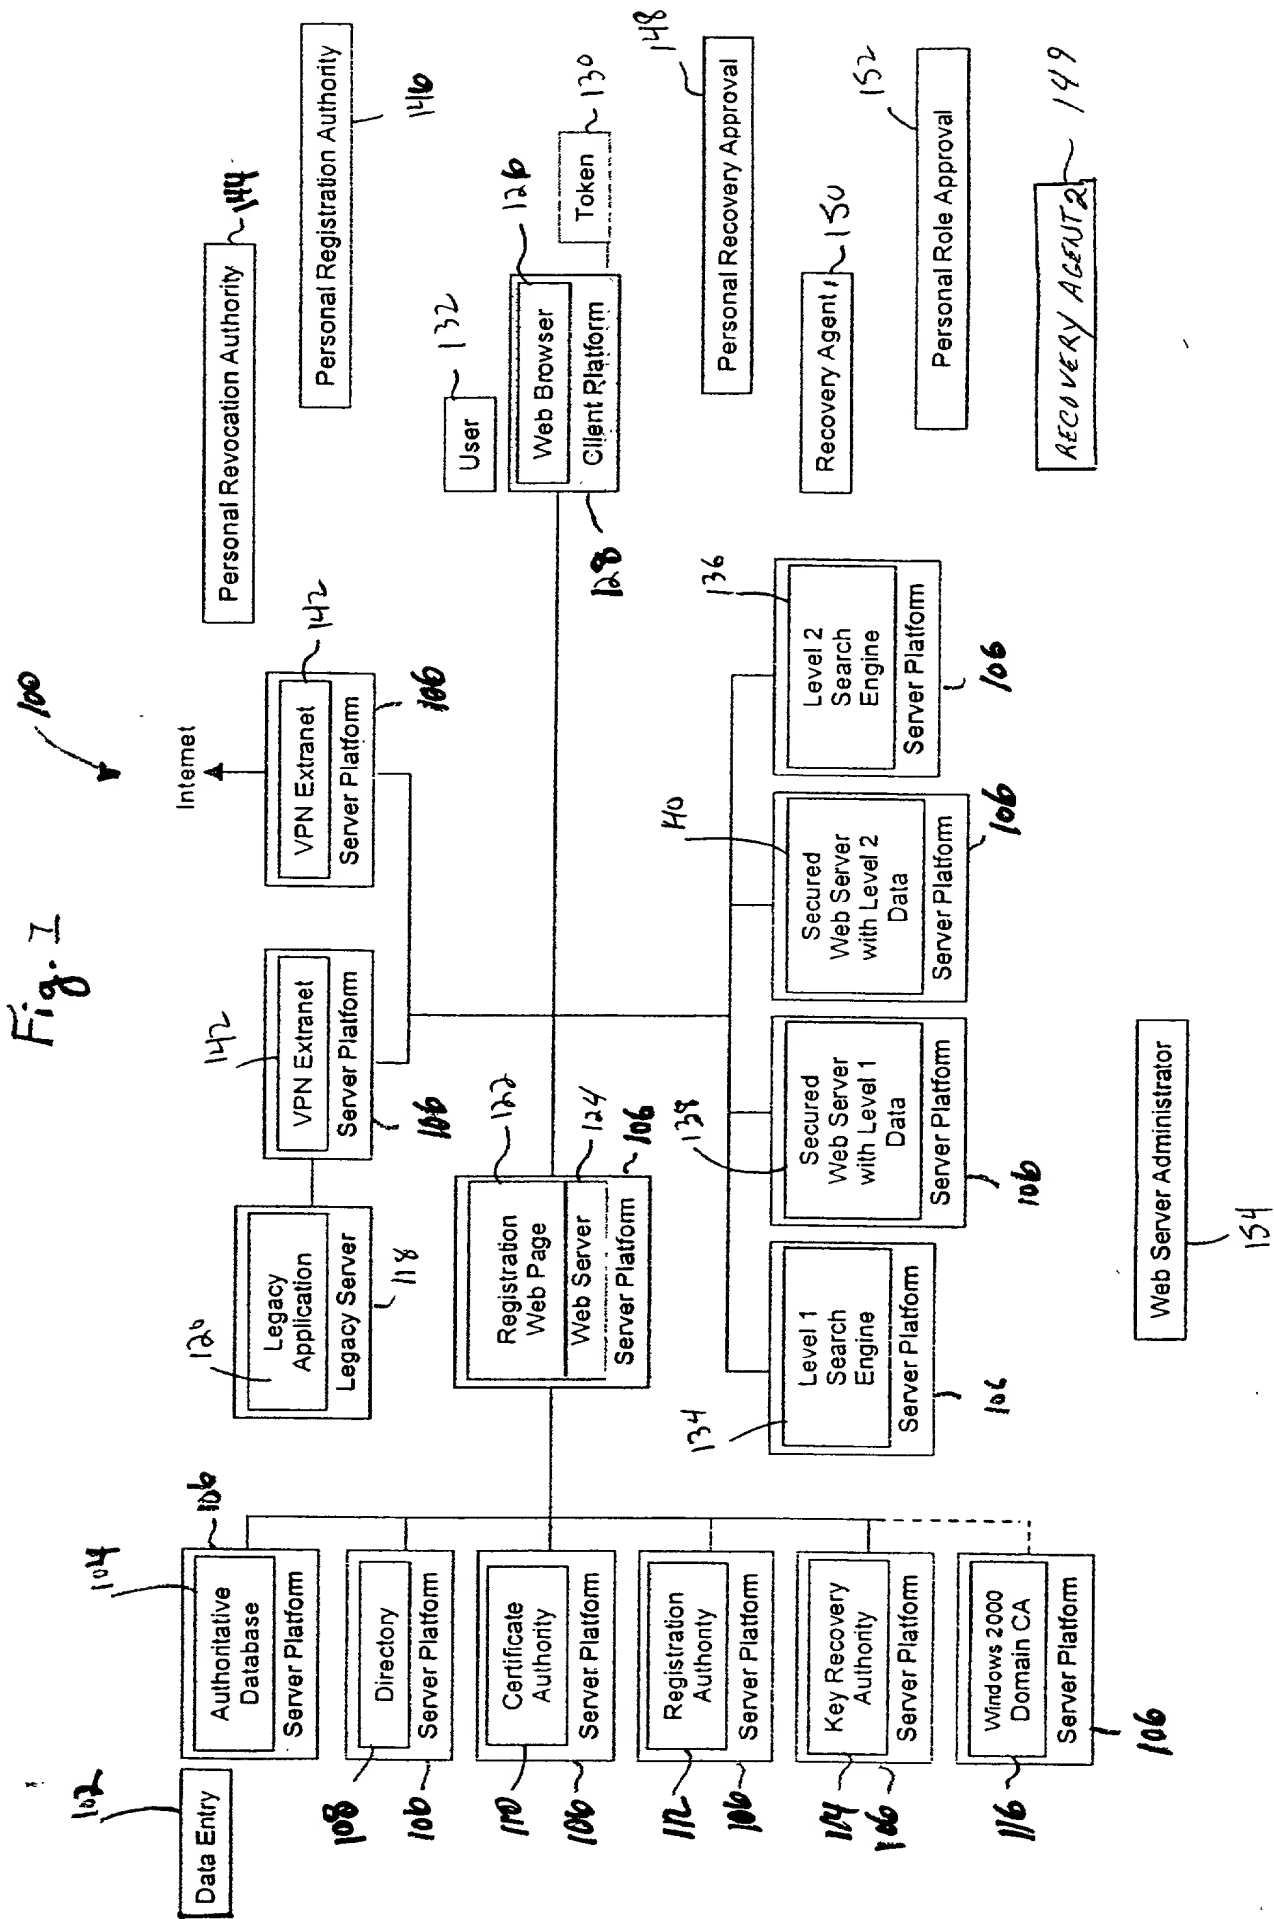 Fig. 1
100
102
Data Entry
104
106
Authoritative
Database
Server Platform
108
Directory
Server Platform
106
110
Certificate
Authority
Server Platform
106
112
Registration
Authority
Server Platform
106
114
Key Recovery
Authority
Server Platform
106
116
Windows 2000
Domain CA
Server Platform
106
120
Legacy
Application
Legacy Server
118
142
VPN Extranet
Server Platform
106
Internet
142
VPN Extranet
Server Platform
106
122
Registration
Web Page
124
Web Server
Server Platform
106
134
Level 1
Search
Engine
Server Platform
106
138
Secured
Web Server
with Level 1
Data
Server Platform
106
140
Secured
Web Server
with Level 2
Data
Server Platform
106
136
Level 2
Search
Engine
Server Platform
106
Personal Revocation Authority
144
Personal Registration Authority
146
User
132
Web Browser
126
Client Platform
128
Token
130
Personal Recovery Approval
148
Recovery Agent 1
150
Personal Role Approval
152
RECOVERY AGENT 2
149
Web Server Administrator
154